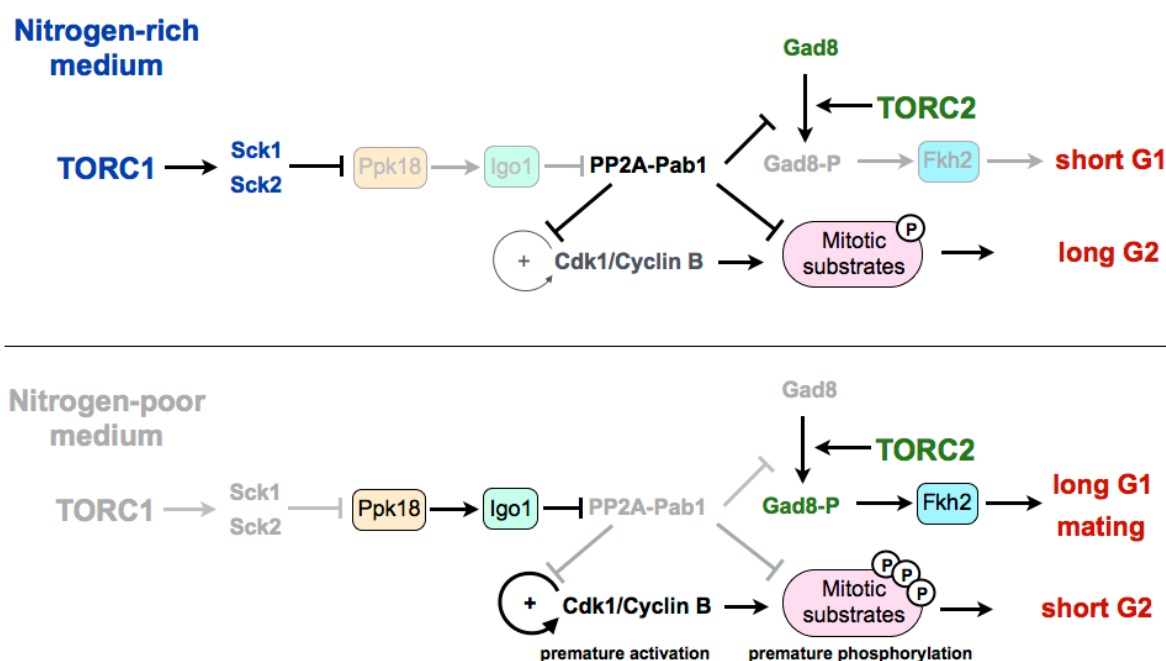 Nitrogen-rich
medium
Gad8
TORC2
TORC1
Sck1
Sck2
Ppk18
Igo1
PP2A-Pab1
Gad8-P
Fkh2
short G1
+
Cdk1/Cyclin B
Mitotic
substrates
P
long G2
Nitrogen-poor
medium
Gad8
TORC2
TORC1
Sck1
Sck2
Ppk18
Igo1
PP2A-Pab1
Gad8-P
Fkh2
long G1
mating
+
Cdk1/Cyclin B
Mitotic
substrates
P
P
P
short G2
premature activation
premature phosphorylation